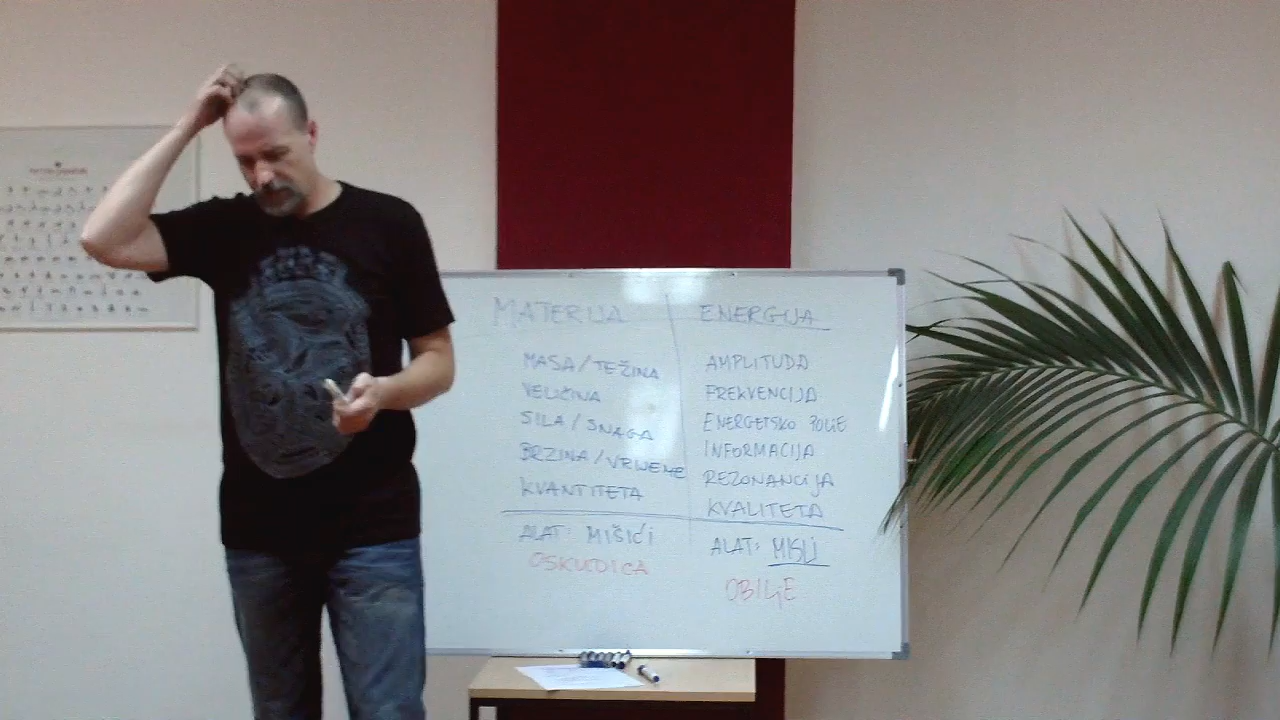 MATERIJA
MASA/TEŽINA
VELIČINA
SILA/SNAGA
BRZINA/VRIJEME
KVANTITETA
ALAT: MIŠIĆI
OSKUDICA
ENERGIJA
AMPLITUDA
FREKVENCIJA
ENERGETSKO POLJE
INFORMACIJA
REZONANCIJA
KVALITETA
ALAT: MISLI
OBILJE